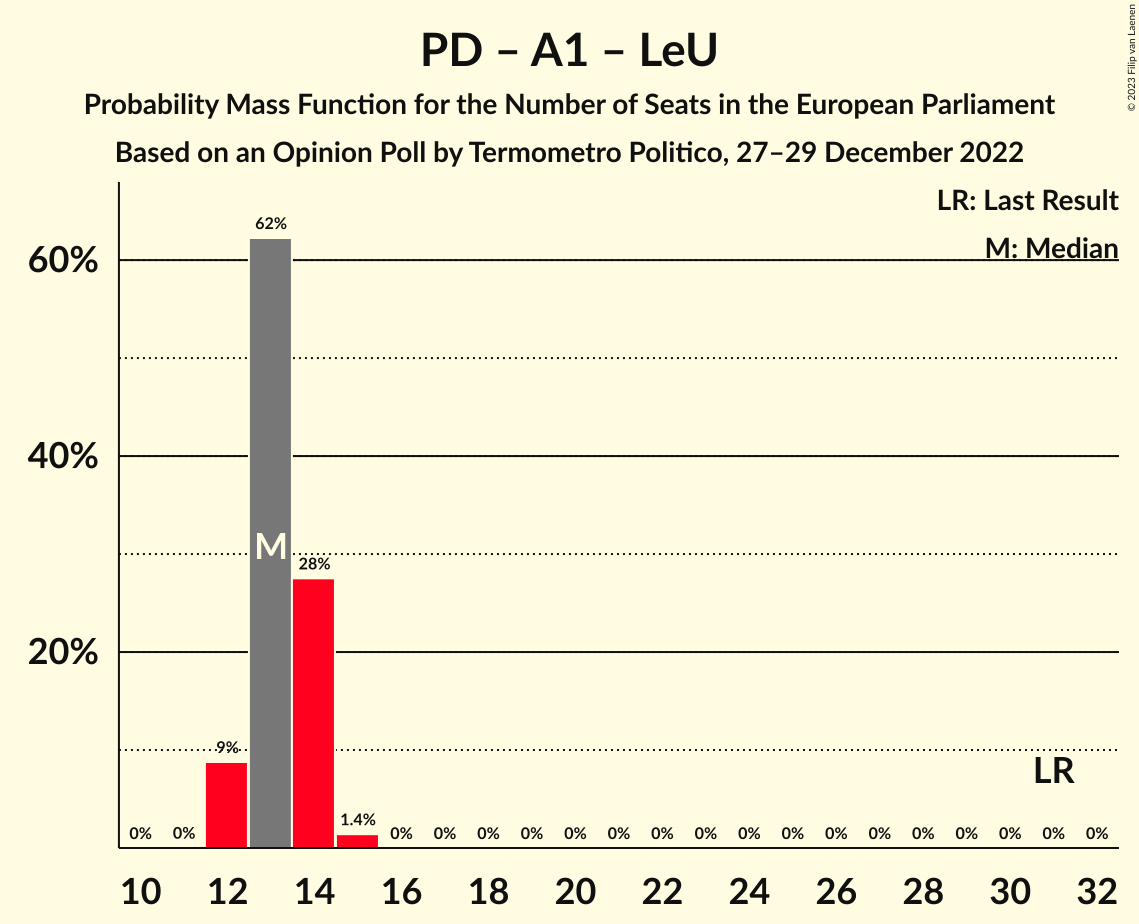 PD – A1 – LeU
Probability Mass Function for the Number of Seats in the European Parliament
Based on an Opinion Poll by Termometro Politico, 27–29 December 2022
© 2023 Filip van Laenen
LR: Last Result
M: Median
60%
40%
20%
62%
M
28%
9%
1.4%
LR
0% 0% 0% 0% 0% 0% 0% 0% 0% 0% 0% 0% 0% 0% 0% 0% 0% 0% 0%
10 12 14 16 18 20 22 24 26 28 30 32